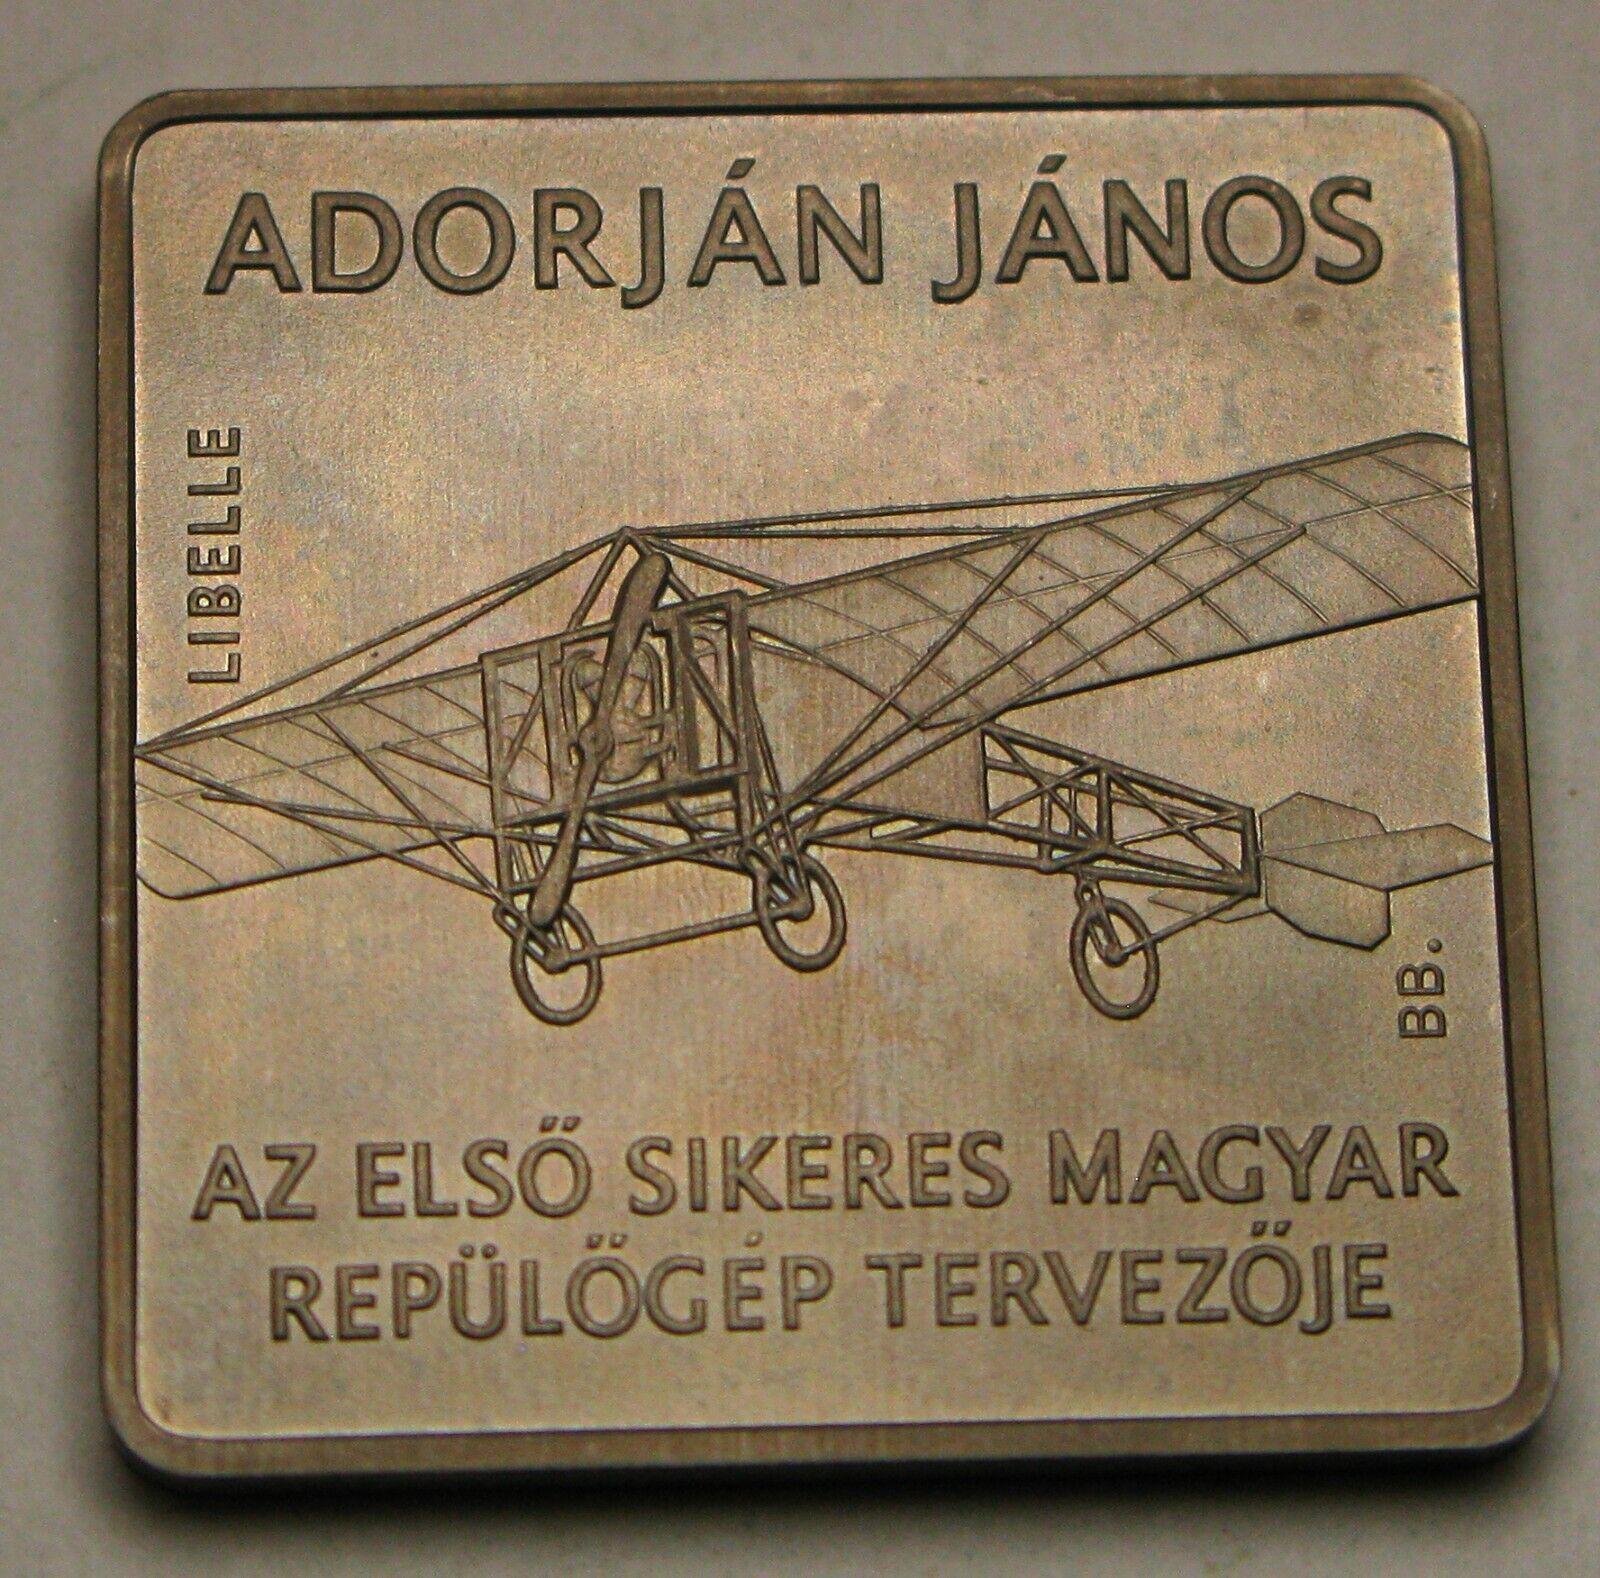 ADORJÁN JÁNOS
LIBELLE
BB.
AZ ELSŐ SIKERES MAGYAR
REPÜLŐGÉP TERVEZŐJE